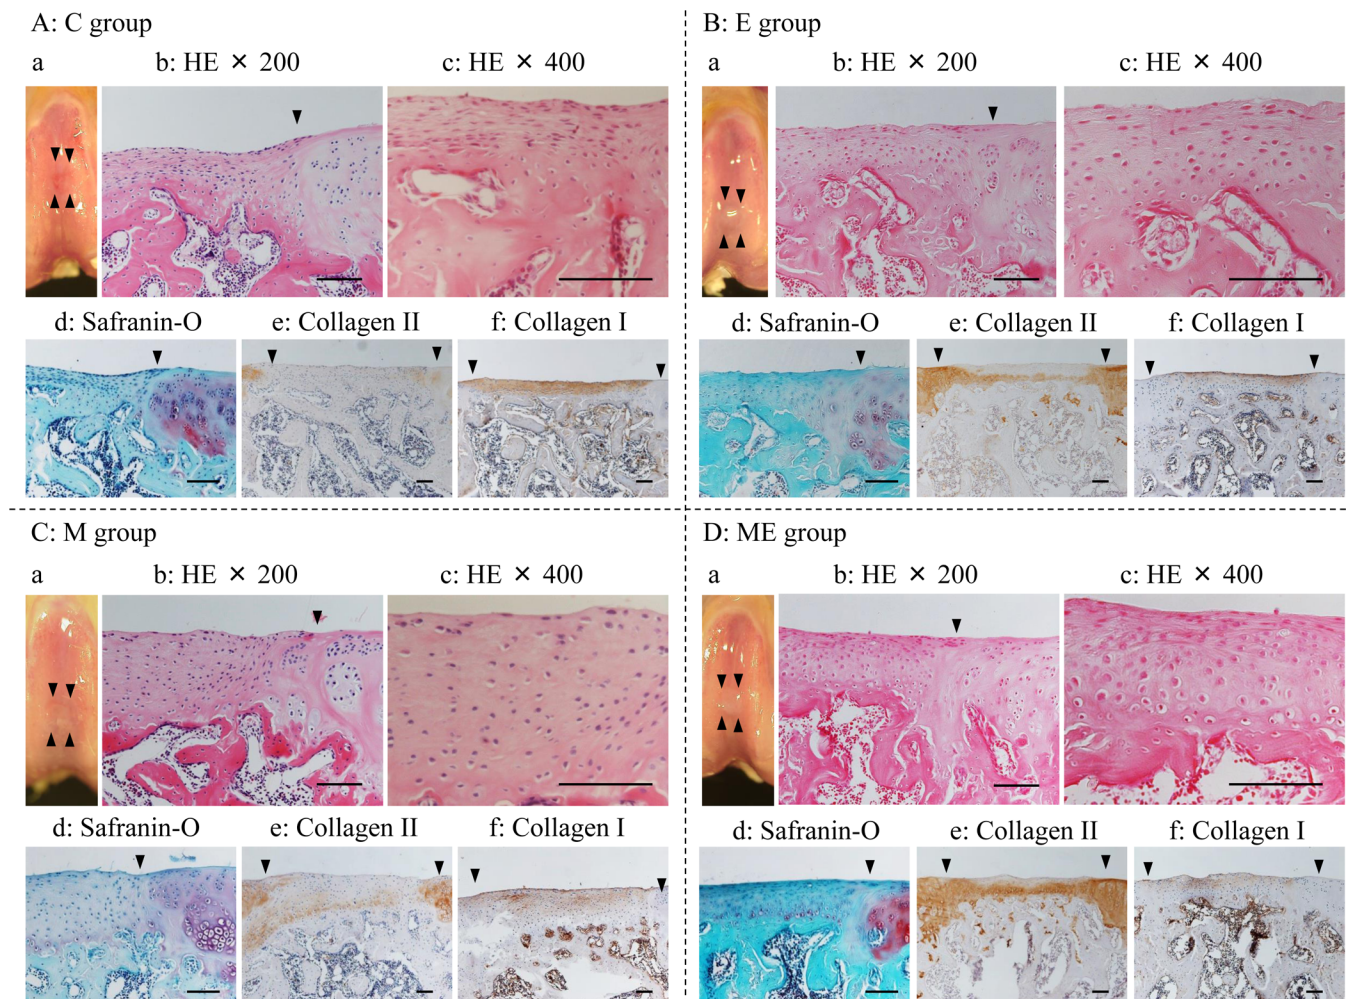 A: C group
a
b: HE × 200
c: HE × 400
d: Safranin-O
e: Collagen II
f: Collagen I
B: E group
a
b: HE × 200
c: HE × 400
d: Safranin-O
e: Collagen II
f: Collagen I
C: M group
a
b: HE × 200
c: HE × 400
d: Safranin-O
e: Collagen II
f: Collagen I
D: ME group
a
b: HE × 200
c: HE × 400
d: Safranin-O
e: Collagen II
f: Collagen I